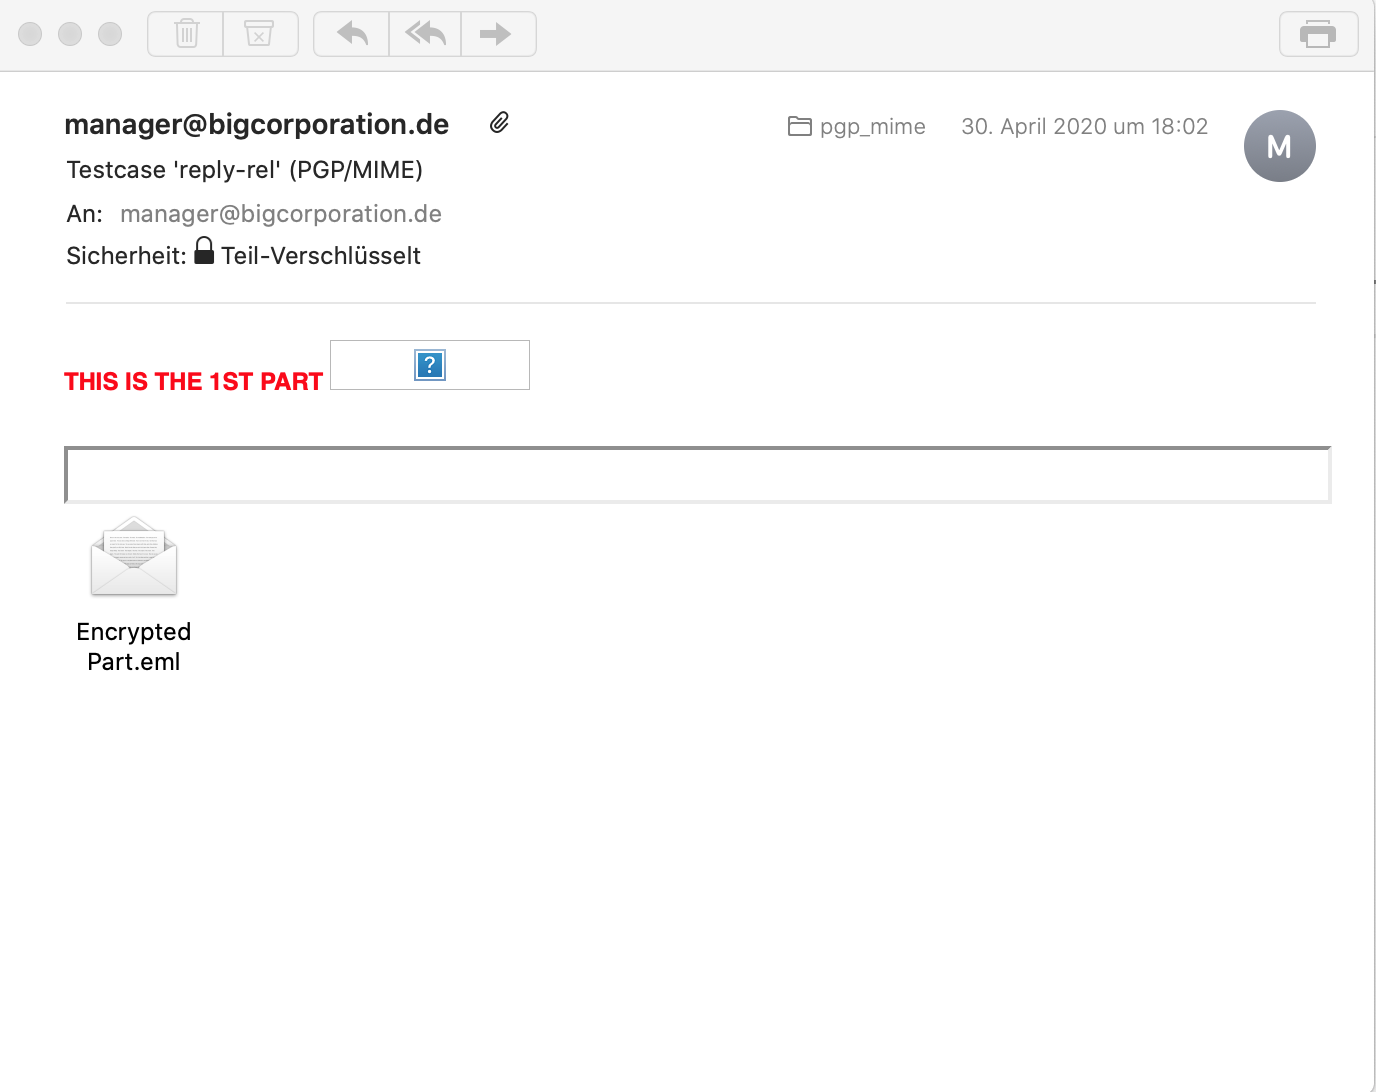 manager@bigcorporation.de
pgp_mime
30. April 2020 um 18:02
M
Testcase 'reply-rel' (PGP/MIME)
An: manager@bigcorporation.de
Sicherheit: Teil-Verschlüsselt
THIS IS THE 1ST PART
?
Encrypted
Part.eml